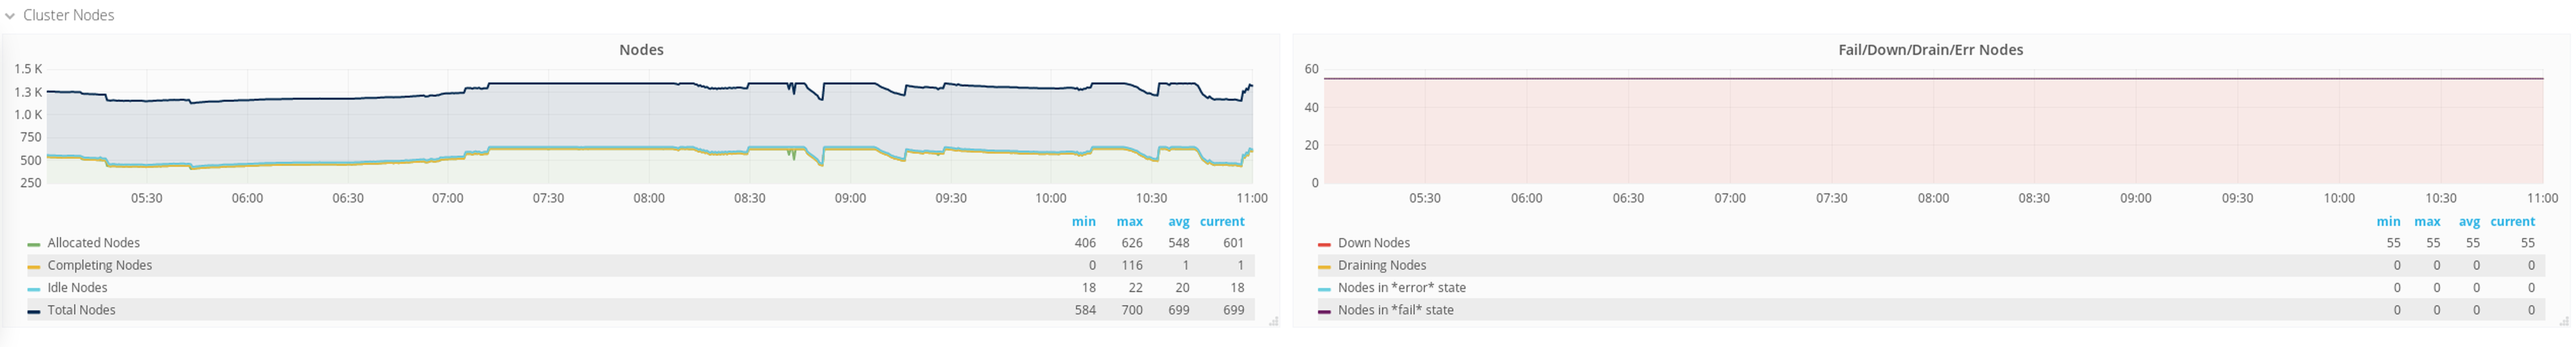 Cluster Nodes
Nodes
1.5 K
1.3 K
1.0 K
750
500
250
05:30 06:00 06:30 07:00 07:30 08:00 08:30 09:00 09:30 10:00 10:30 11:00
min max avg current
Allocated Nodes 406 626 548 601
Completing Nodes 0 116 1 1
Idle Nodes 18 22 20 18
Total Nodes 584 700 699 699
Fail/Down/Drain/Err Nodes
60
40
20
0
05:30 06:00 06:30 07:00 07:30 08:00 08:30 09:00 09:30 10:00 10:30 11:00
min max avg current
Down Nodes 55 55 55 55
Draining Nodes 0 0 0 0
Nodes in *error* state 0 0 0 0
Nodes in *fail* state 0 0 0 0